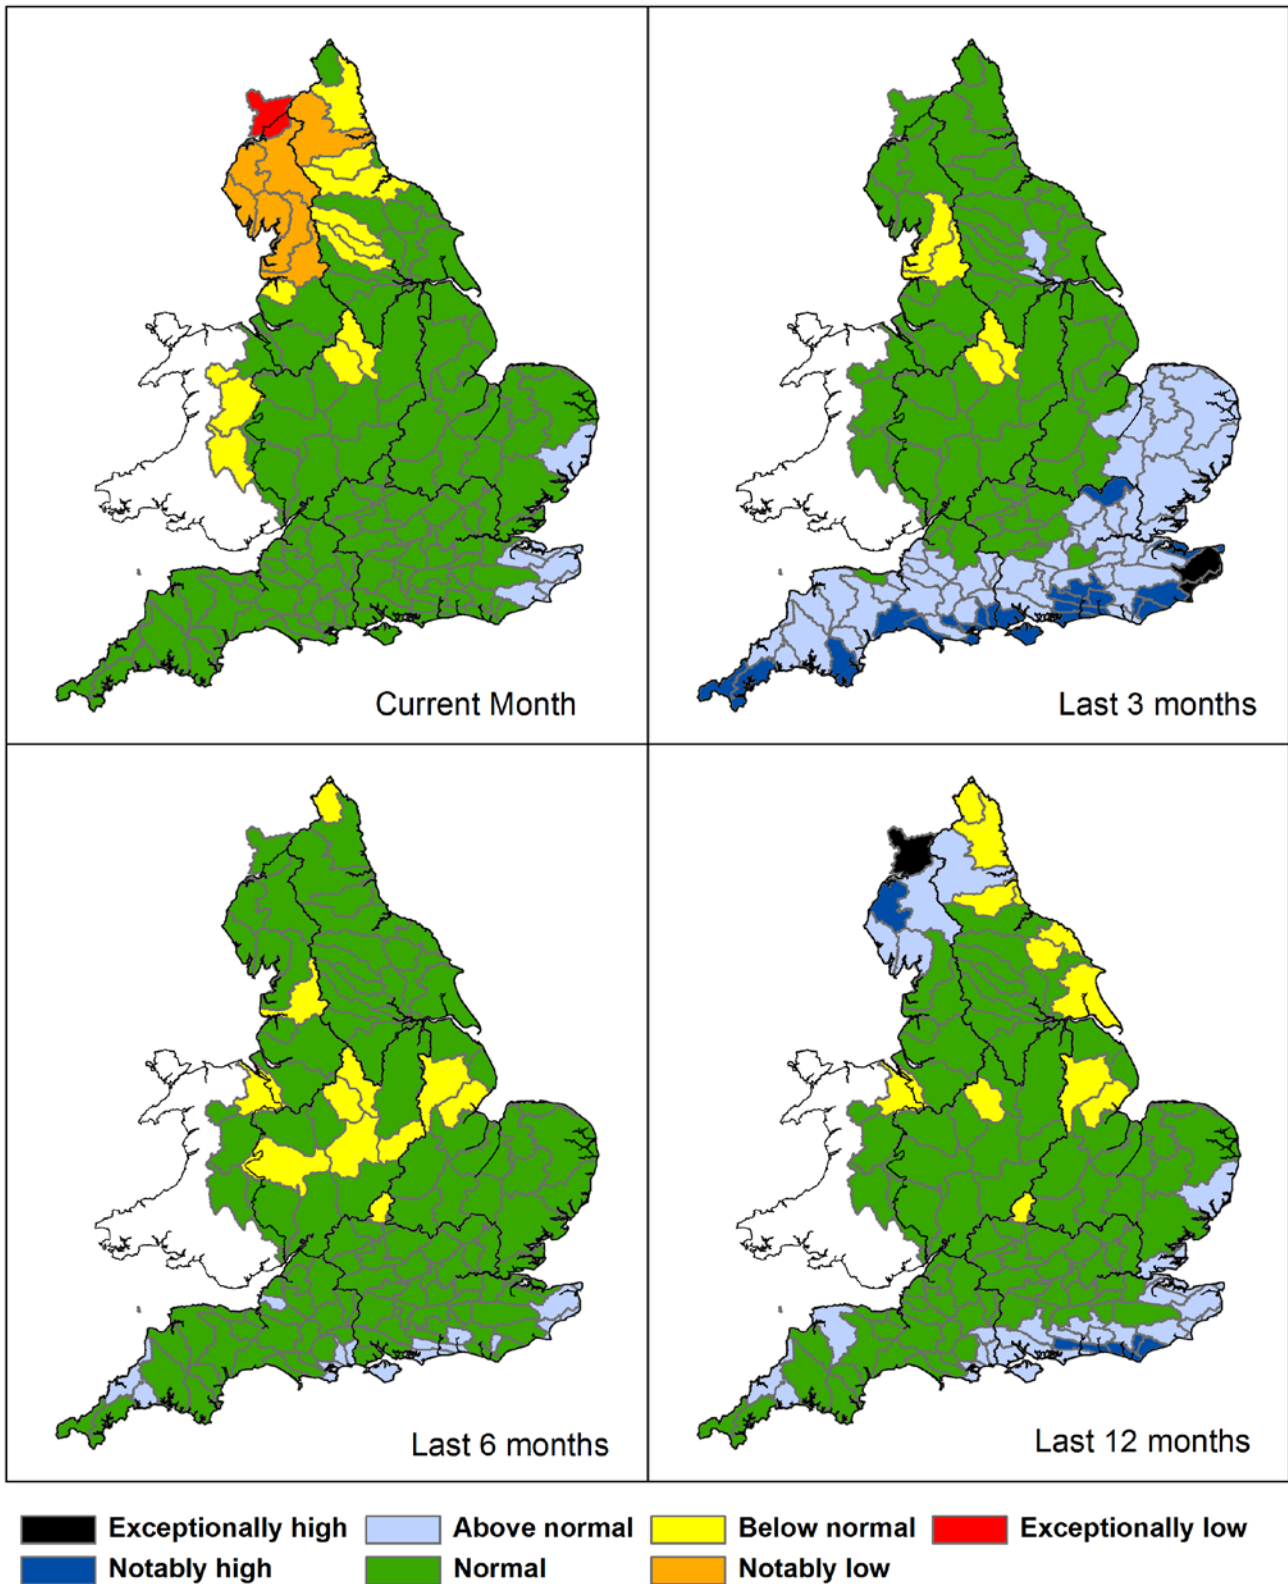 Current Month
Last 3 months
Last 6 months
Last 12 months
Exceptionally high
Above normal
Below normal
Exceptionally low
Notably high
Normal
Notably low